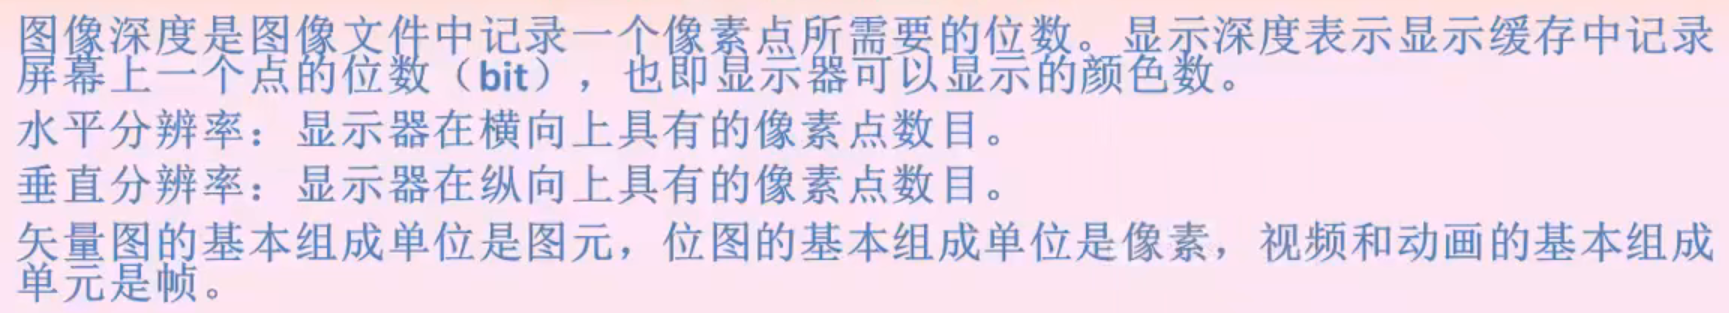 图像深度是图像文件中记录一个像素点所需要的位数。显示深度表示显示缓存中记录
屏幕上一个点的位数（bit），也即显示器可以显示的颜色数。
水平分辨率：显示器在横向上具有的像素点数目。
垂直分辨率：显示器在纵向上具有的像素点数目。
矢量图的基本组成单位是图元，位图的基本组成单位是像素，视频和动画的基本组成
单元是帧。